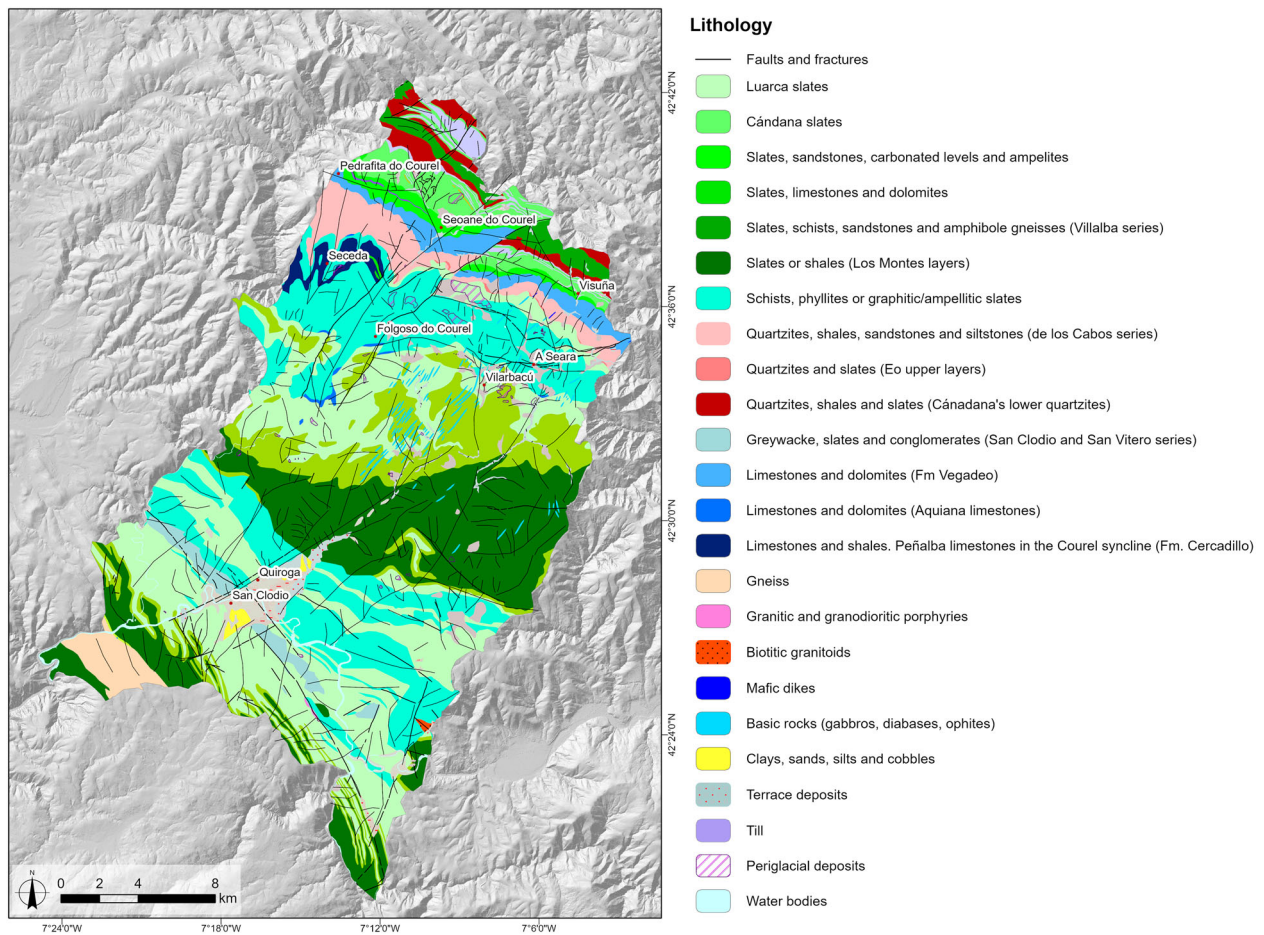 Pedrafita do Courel
Seoane do Courel
Seceda
Visuña
Folgoso do Courel
A Seara
Vilarbacú
Quiroga
San Clodio
42°42'0"N
42°36'0"N
42°30'0"N
42°24'0"N
N
0 2 4 8
km
7°24'0"W 7°18'0"W 7°12'0"W 7°6'0"W
Lithology
Faults and fractures
Luarca slates
Cándana slates
Slates, sandstones, carbonated levels and ampelites
Slates, limestones and dolomites
Slates, schists, sandstones and amphibole gneisses (Villalba series)
Slates or shales (Los Montes layers)
Schists, phyllites or graphitic/ampellitic slates
Quartzites, shales, sandstones and siltstones (de los Cabos series)
Quartzites and slates (Eo upper layers)
Quartzites, shales and slates (Cánadana's lower quartzites)
Greywacke, slates and conglomerates (San Clodio and San Vitero series)
Limestones and dolomites (Fm Vegadeo)
Limestones and dolomites (Aquiana limestones)
Limestones and shales. Peñalba limestones in the Courel syncline (Fm. Cercadillo)
Gneiss
Granitic and granodioritic porphyries
Biotitic granitoids
Mafic dikes
Basic rocks (gabbros, diabases, ophites)
Clays, sands, silts and cobbles
Terrace deposits
Till
Periglacial deposits
Water bodies